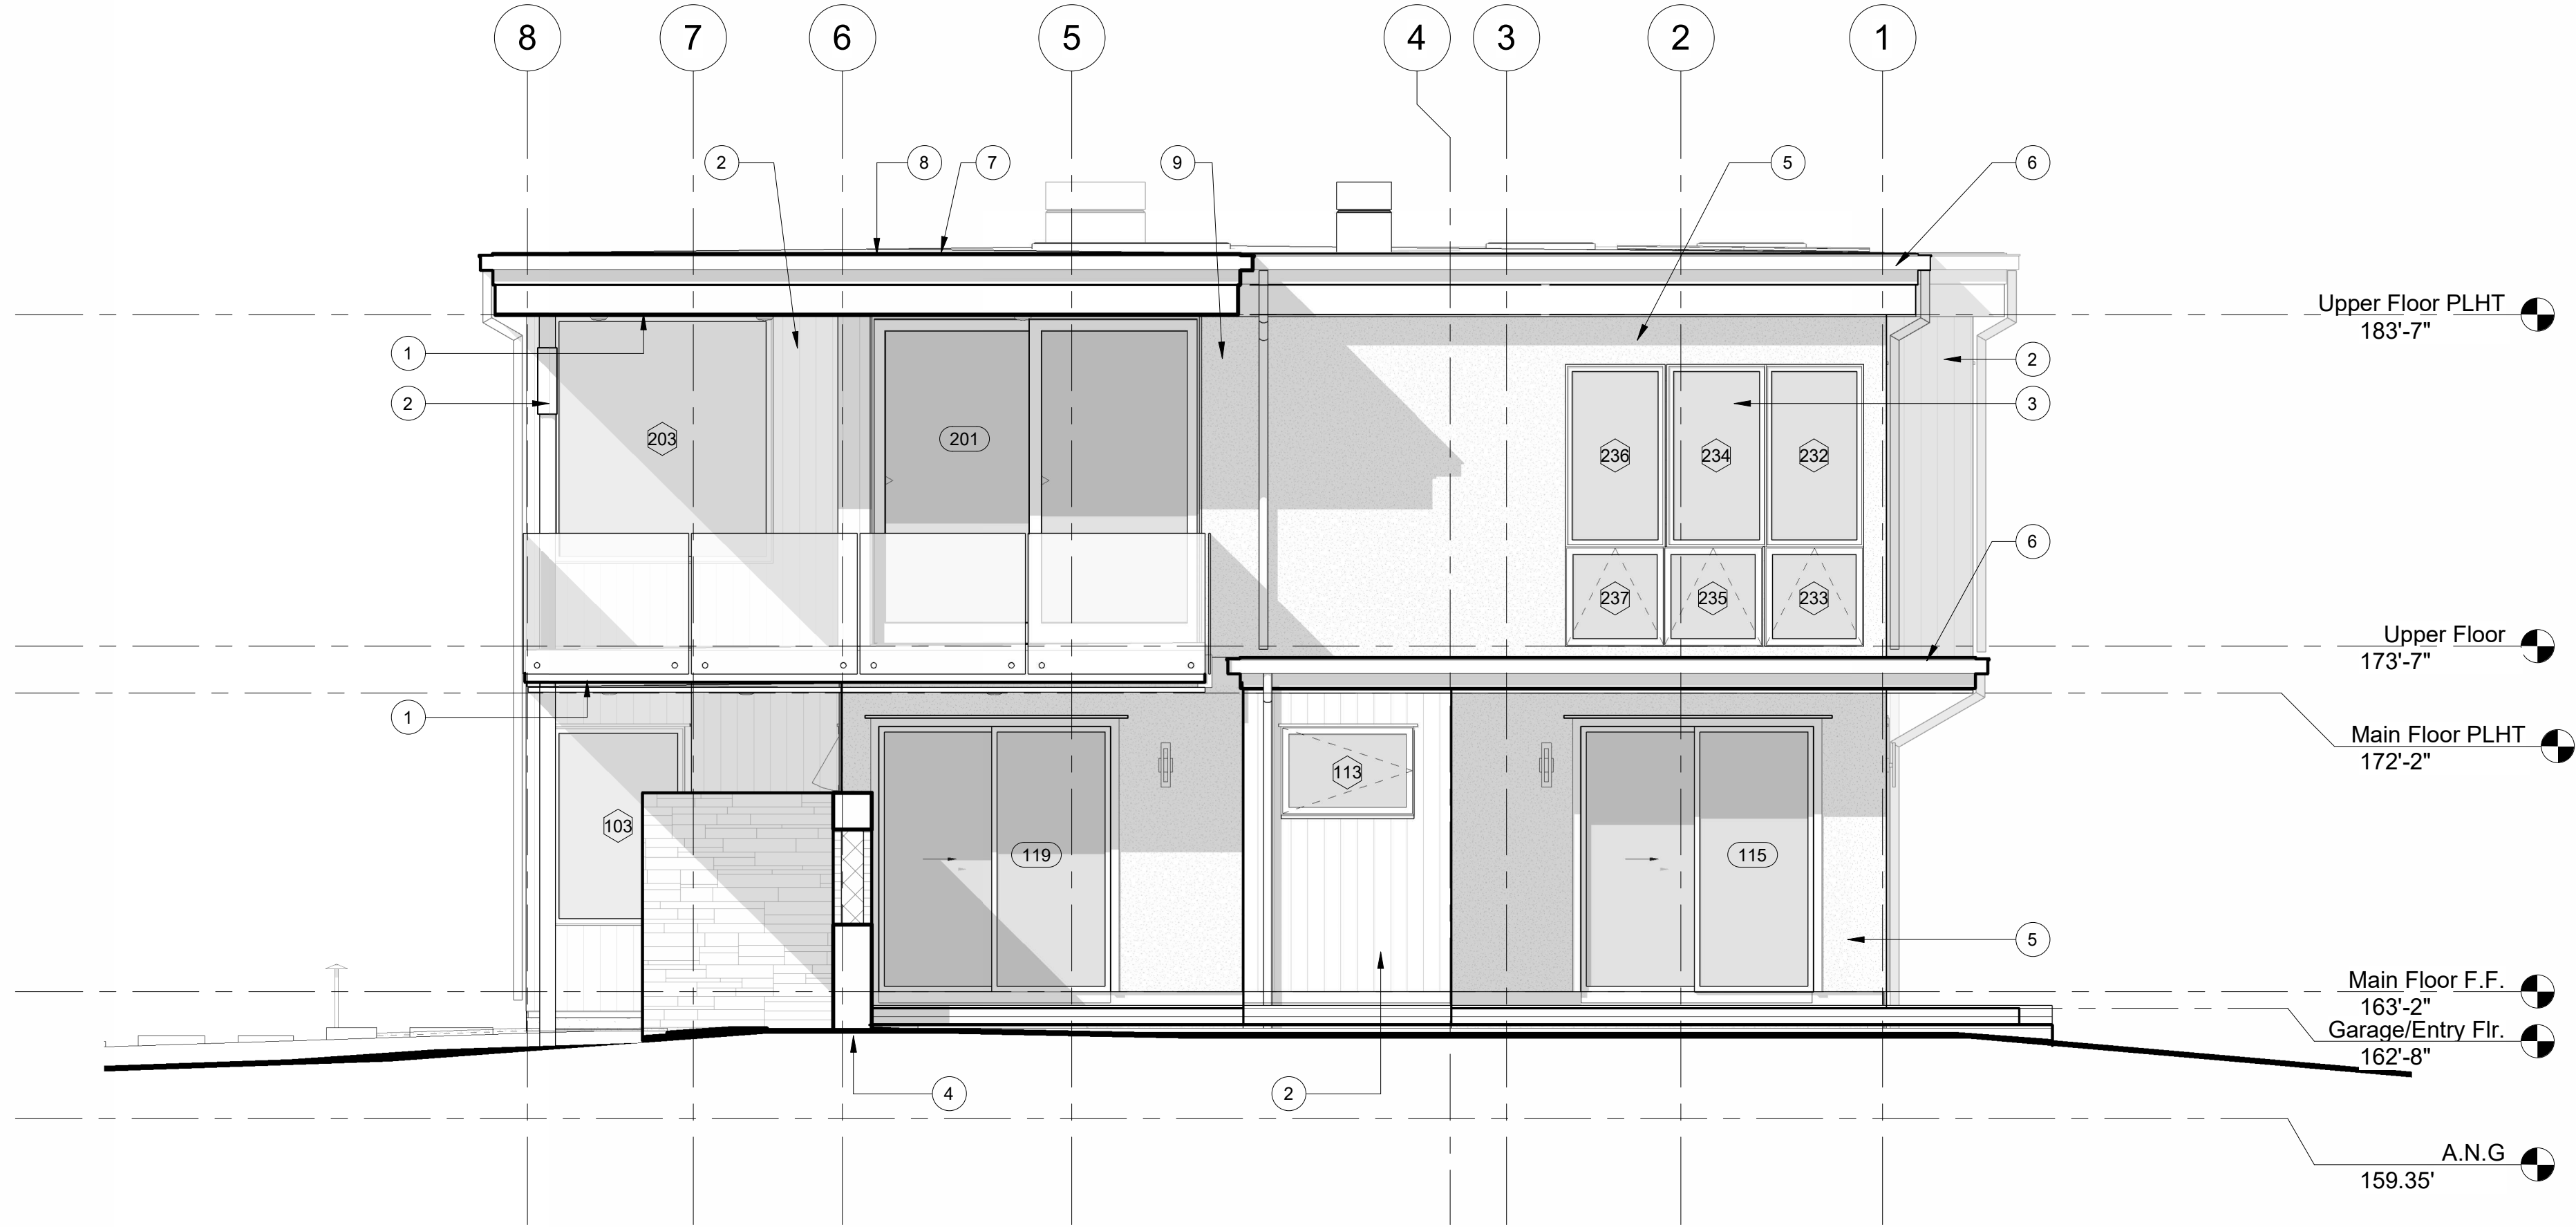 8 7 6 5 4 3 2 1
2 8 7 9 5 6
Upper Floor PLHT
183'-7"
1 2
2 3
203 201 236 234 232
6
237 235 233
Upper Floor
173'-7"
1
Main Floor PLHT
172'-2"
113
103 119 115
5
Main Floor F.F.
163'-2"
Garage/Entry Flr.
162'-8"
4 2
A.N.G
159.35'